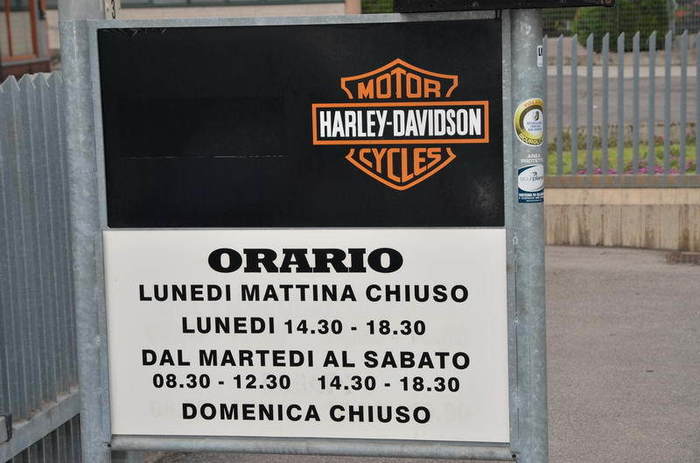 MOTOR
HARLEY-DAVIDSON
CYCLES
ORARIO
LUNEDI MATTINA CHIUSO
LUNEDI 14.30 - 18.30
DAL MARTEDI AL SABATO
08.30 - 12.30 14.30 - 18.30
DOMENICA CHIUSO